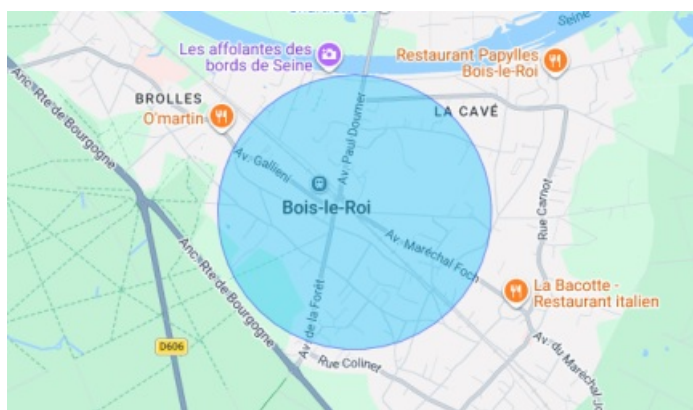 Seine
Les affolantes des
bords de Seine
Restaurant Papylles
Bois-le-Roi
BROLLES
O'martin
LA CAVÉ
Anc. Rte de Bourgogne
Av. Paul Doumer
Av. Gallieni
Bois-le-Roi
Rue Carnot
Av. Maréchal Foch
Anc. Rte de Bourgogne
La Bacotte -
Restaurant italien
Av. de la Forêt
D606
Rue Colinet
Av. du Maréchal